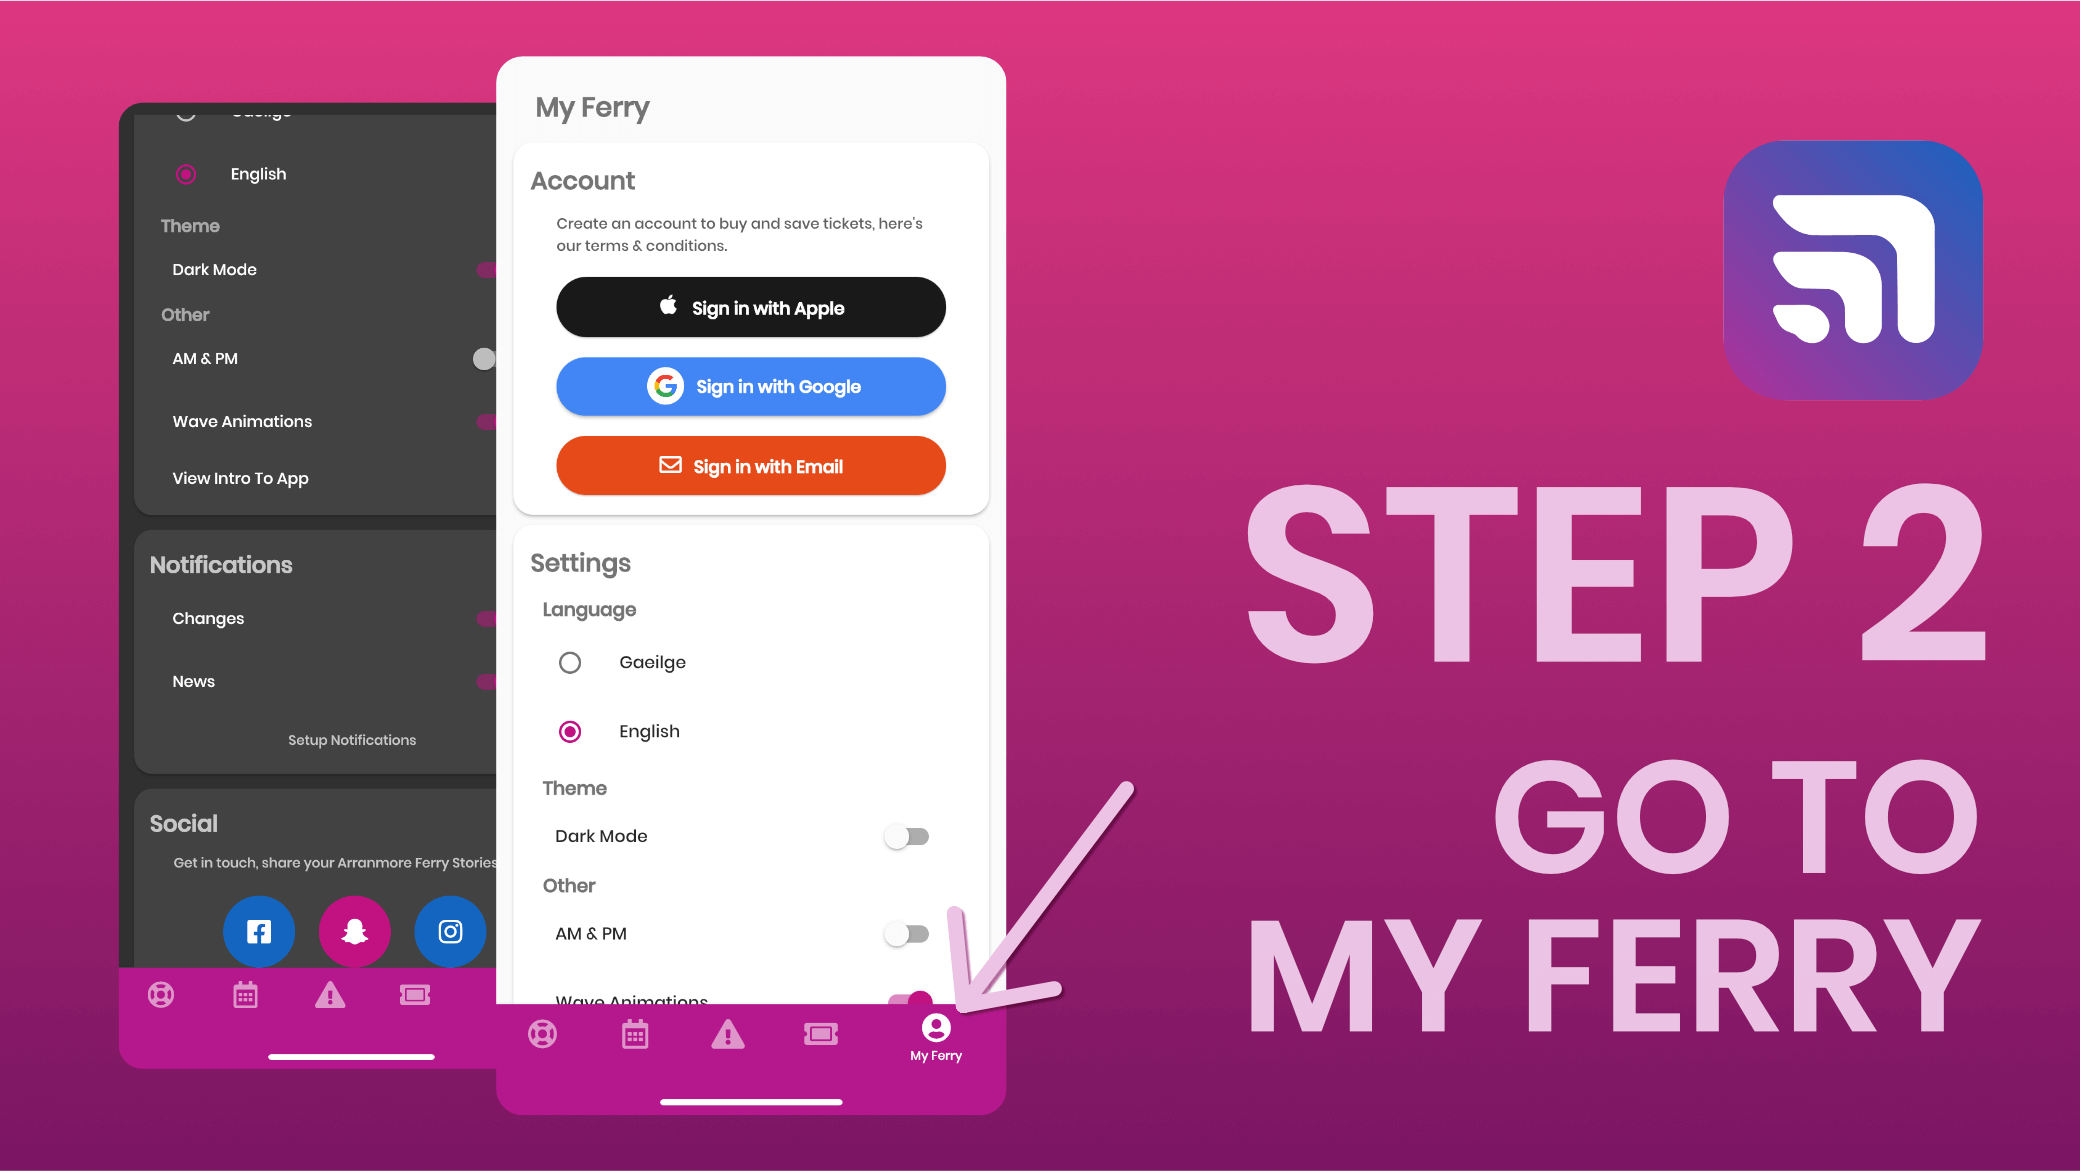 Gaeilge
English
Theme
Dark Mode
Other
AM & PM
Wave Animations
View Intro To App
Notifications
Changes
News
Setup Notifications
Social
Get in touch, share your Arranmore Ferry Stories
My Ferry
Account
Create an account to buy and save tickets, here's
our terms & conditions.
Sign in with Apple
Sign in with Google
Sign in with Email
Settings
Language
Gaeilge
English
Theme
Dark Mode
Other
AM & PM
Wave Animations
My Ferry
STEP 2
GO TO
MY FERRY